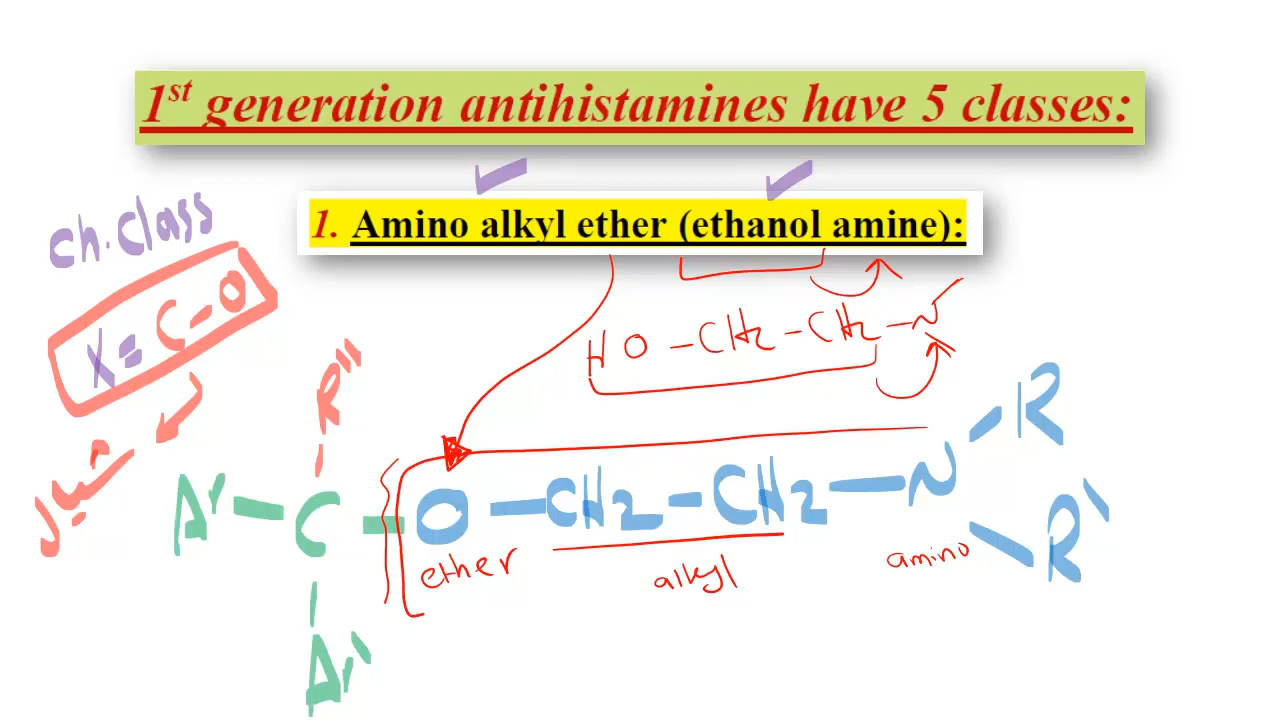 1st generation antihistamines have 5 classes:
1. Amino alkyl ether (ethanol amine):
ch. class
X = C - O
HO - CH2 - CH2 - N
R"
Ar - C - O - CH2 - CH2 - N
R
R'
Ar'
ether
alkyl
amino